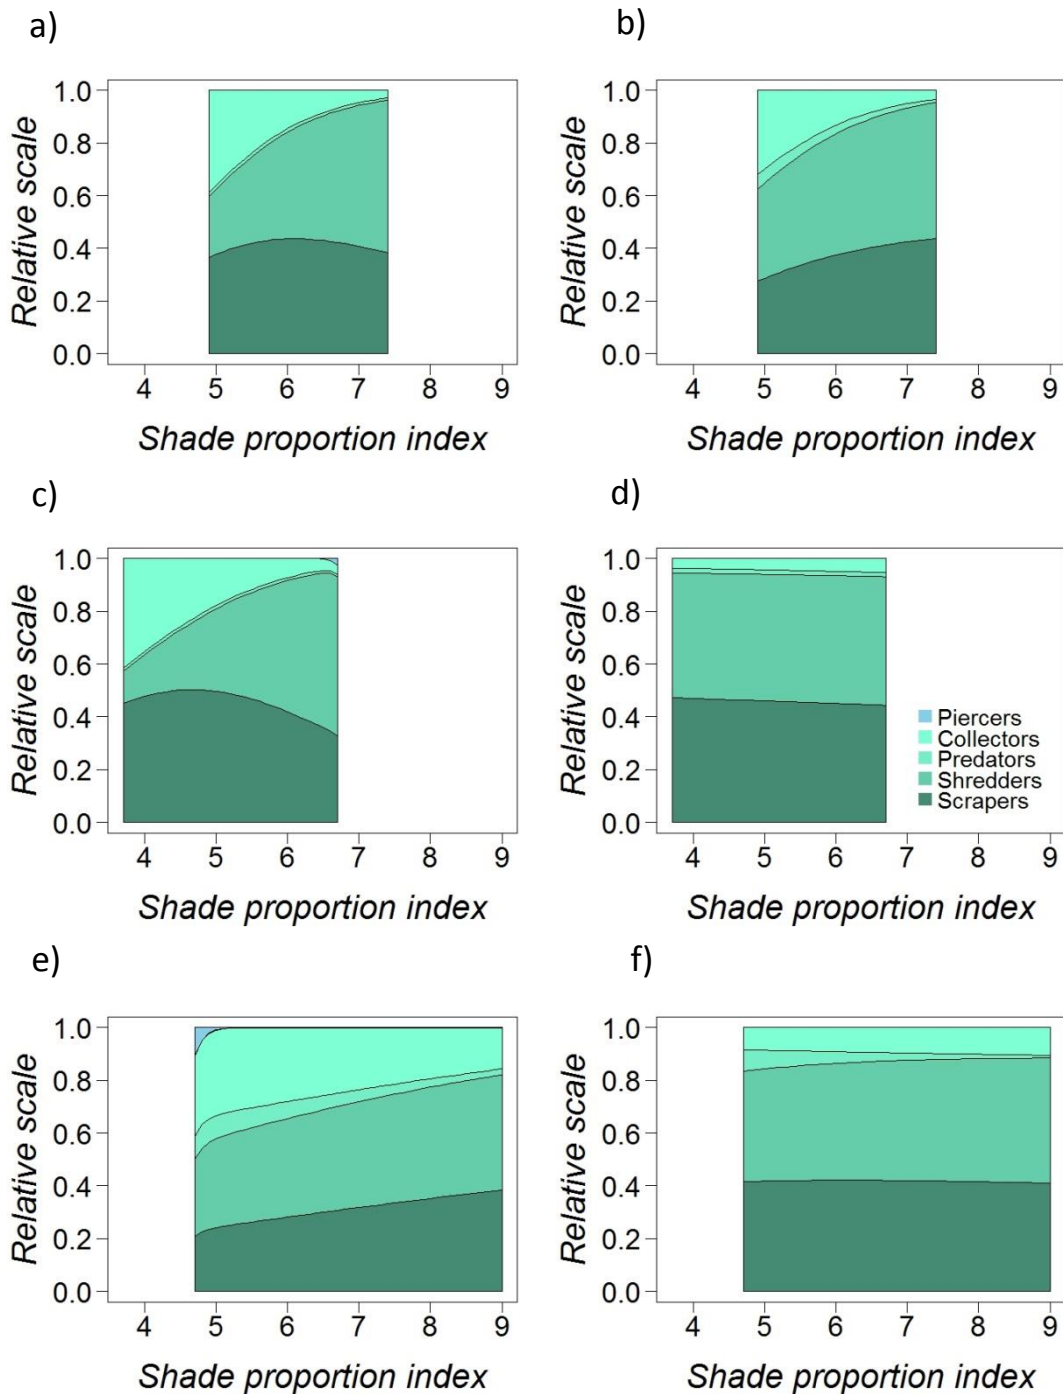 a)
Relative scale
1.0
0.8
0.6
0.4
0.2
0.0
4 5 6 7 8 9
Shade proportion index
b)
Relative scale
1.0
0.8
0.6
0.4
0.2
0.0
4 5 6 7 8 9
Shade proportion index
c)
Relative scale
1.0
0.8
0.6
0.4
0.2
0.0
4 5 6 7 8 9
Shade proportion index
d)
Relative scale
1.0
0.8
0.6
0.4
0.2
0.0
Piercers
Collectors
Predators
Shredders
Scrapers
4 5 6 7 8 9
Shade proportion index
e)
Relative scale
1.0
0.8
0.6
0.4
0.2
0.0
4 5 6 7 8 9
Shade proportion index
f)
Relative scale
1.0
0.8
0.6
0.4
0.2
0.0
4 5 6 7 8 9
Shade proportion index